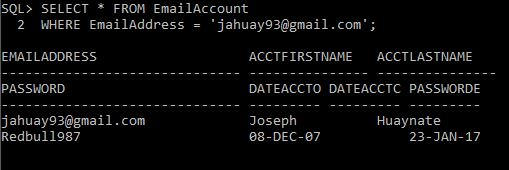 SQL> SELECT * FROM EmailAccount
2 WHERE EmailAddress = 'jahuay93@gmail.com';
EMAILADDRESS ACCTFIRSTNAME ACCTLASTNAME
------------------------------ --------------- ---------------
PASSWORD DATEACCTO DATEACCTC PASSWORDE
------------------------------ --------- --------- ---------
jahuay93@gmail.com Joseph Huaynate
Redbull987 08-DEC-07 23-JAN-17